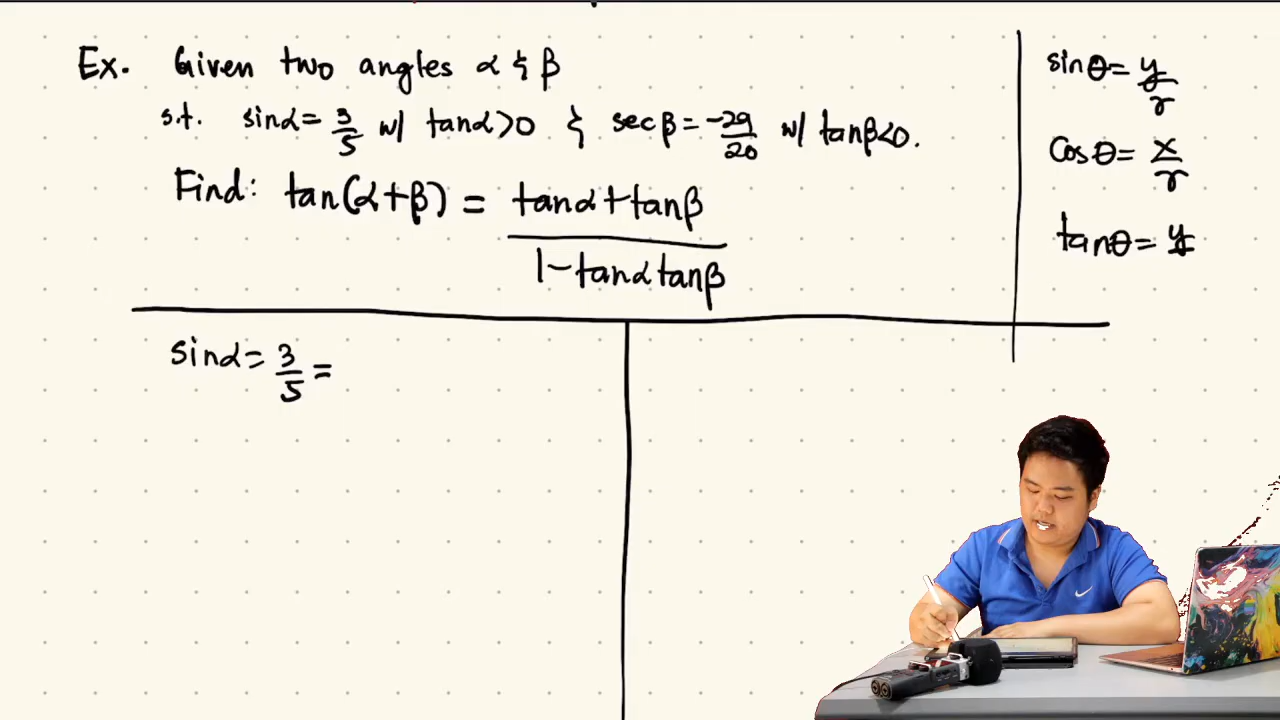 Ex. Given two angles α & β
s.t. sinα = 3/5 w/ tanα>0 & secβ = -29/20 w/ tanβ<0.
Find: tan(α+β) = tanα+tanβ / 1-tanαtanβ
sinα = 3/5 =
sinθ = y/r
cosθ = x/r
tanθ = y